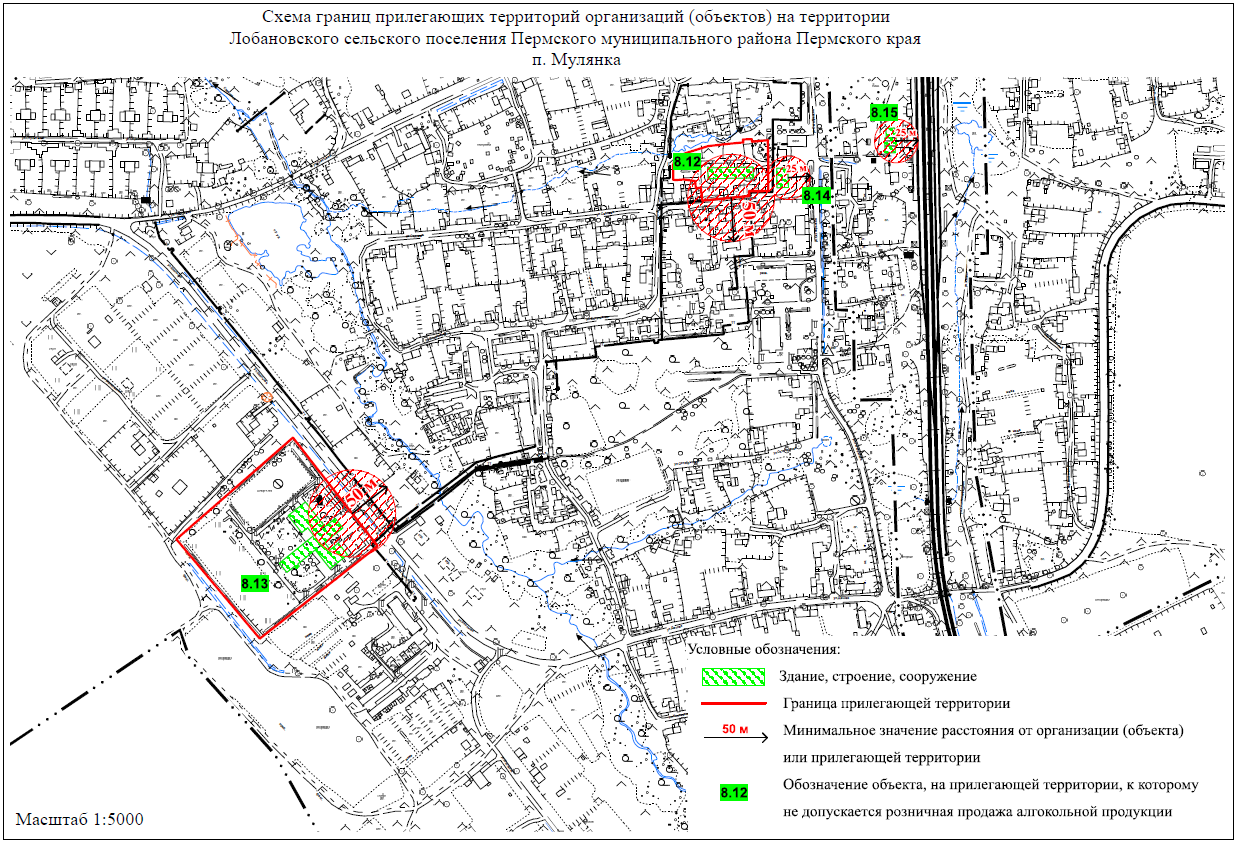 Схема границ прилегающих территорий организаций (объектов) на территории
Лобановского сельского поселения Пермского муниципального района Пермского края
п. Мулянка
8.15
25 м
8.12
25 м
8.14
50 м
50 м
8.13
Условные обозначения:
Здание, строение, сооружение
Граница прилегающей территории
50 м
Минимальное значение расстояния от организации (объекта)
или прилегающей территории
8.12
Обозначение объекта, на прилегающей территории, к которому
не допускается розничная продажа алгокольной продукции
Масштаб 1:5000